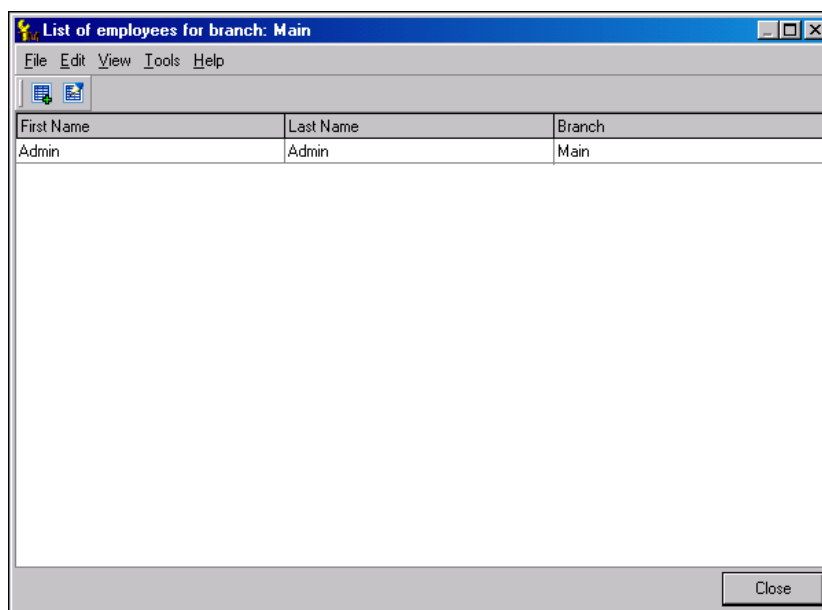 List of employees for branch: Main
File Edit View Tools Help
First Name Last Name Branch
Admin Admin Main
Close